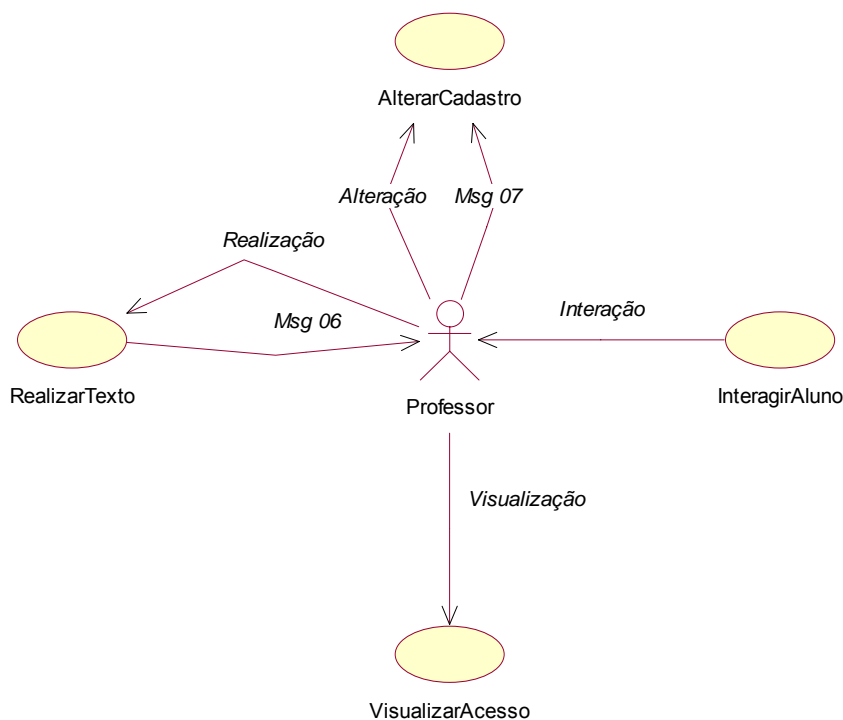 AlterarCadastro
Alteração
Msg 07
Realização
Msg 06
Interação
RealizarTexto
Professor
InteragirAluno
Visualização
VisualizarAcesso